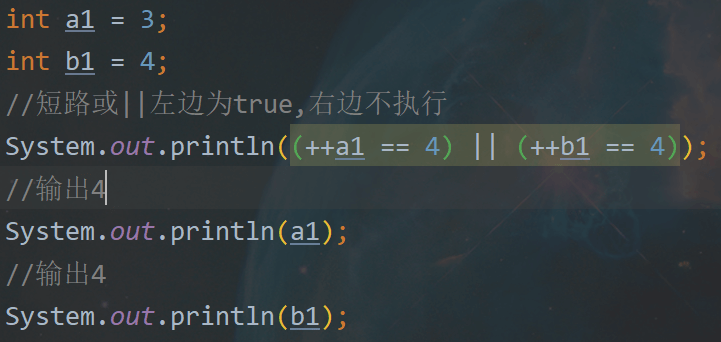 int a1 = 3;
int b1 = 4;
//短路或||左边为true,右边不执行
System.out.println((++a1 == 4) || (++b1 == 4));
//输出4
System.out.println(a1);
//输出4
System.out.println(b1);